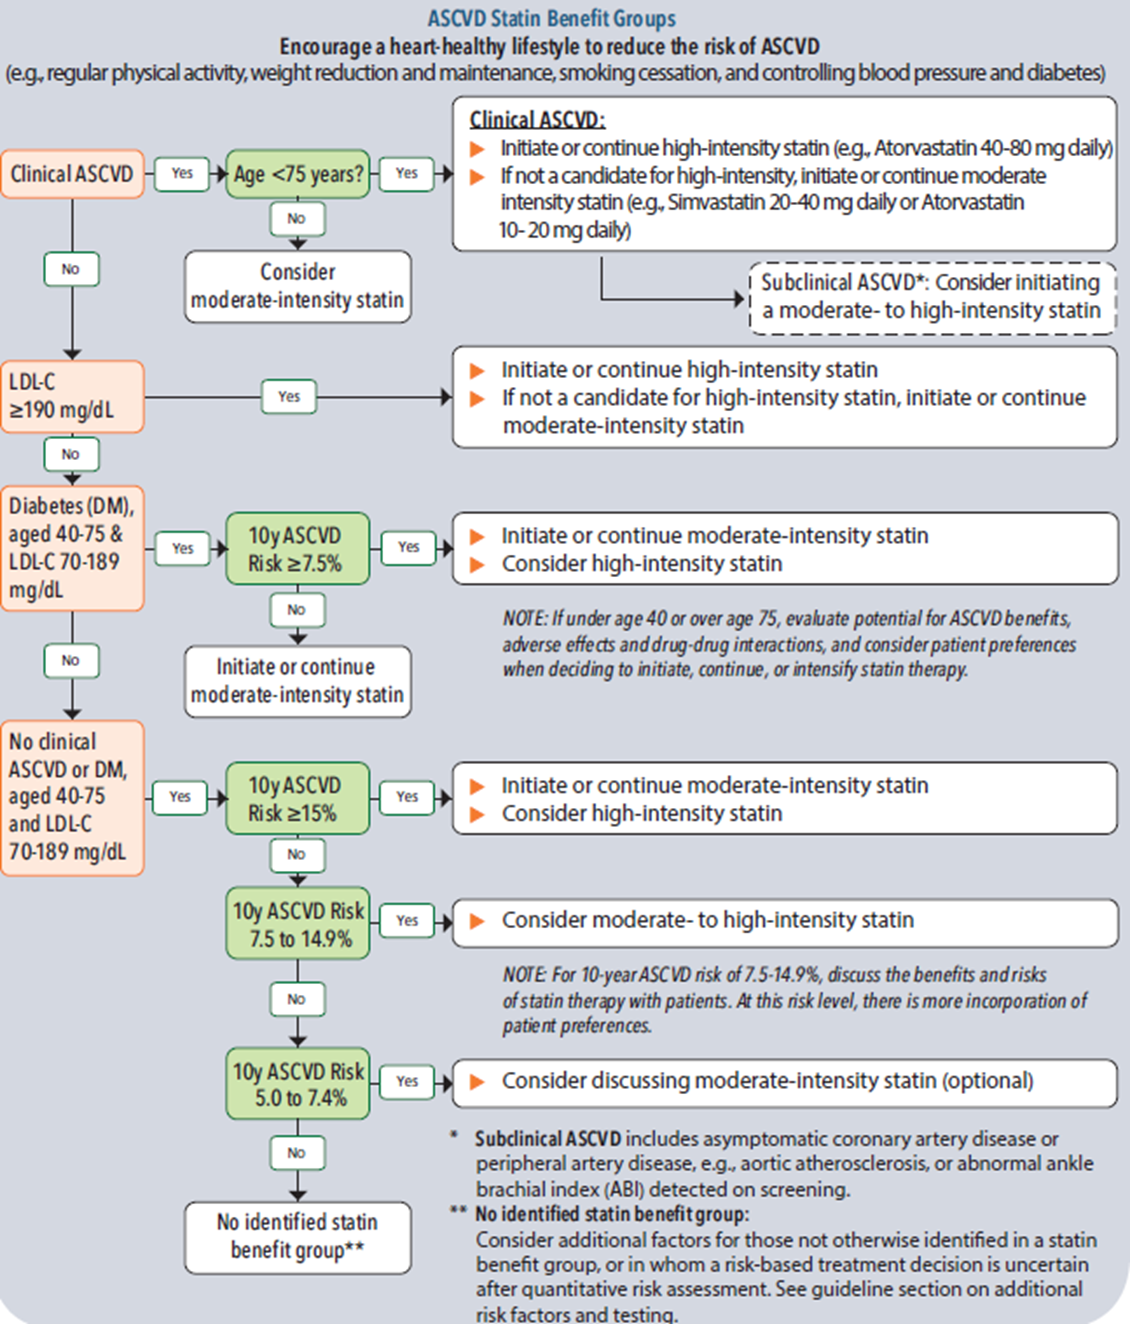 ASCVD Statin Benefit Groups
Encourage a heart-healthy lifestyle to reduce the risk of ASCVD
(e.g., regular physical activity, weight reduction and maintenance, smoking cessation, and controlling blood pressure and diabetes)
Clinical ASCVD
Yes
Age <75 years?
Yes
Clinical ASCVD:
Initiate or continue high-intensity statin (e.g., Atorvastatin 40-80 mg daily)
If not a candidate for high-intensity, initiate or continue moderate
intensity statin (e.g., Simvastatin 20-40 mg daily or Atorvastatin
10- 20 mg daily)
No
Consider
moderate-intensity statin
No
Subclinical ASCVD*: Consider initiating
a moderate- to high-intensity statin
LDL-C
≥190 mg/dL
Yes
Initiate or continue high-intensity statin
If not a candidate for high-intensity statin, initiate or continue
moderate-intensity statin
No
Diabetes (DM),
aged 40-75 &
LDL-C 70-189
mg/dL
Yes
10y ASCVD
Risk ≥7.5%
Yes
Initiate or continue moderate-intensity statin
Consider high-intensity statin
No
Initiate or continue
moderate-intensity statin
NOTE: If under age 40 or over age 75, evaluate potential for ASCVD benefits,
adverse effects and drug-drug interactions, and consider patient preferences
when deciding to initiate, continue, or intensify statin therapy.
No
No clinical
ASCVD or DM,
aged 40-75
and LDL-C
70-189 mg/dL
Yes
10y ASCVD
Risk ≥15%
Yes
Initiate or continue moderate-intensity statin
Consider high-intensity statin
No
10y ASCVD Risk
7.5 to 14.9%
Yes
Consider moderate- to high-intensity statin
NOTE: For 10-year ASCVD risk of 7.5-14.9%, discuss the benefits and risks
of statin therapy with patients. At this risk level, there is more incorporation of
patient preferences.
No
10y ASCVD Risk
5.0 to 7.4%
Yes
Consider discussing moderate-intensity statin (optional)
No
No identified statin
benefit group**
* Subclinical ASCVD includes asymptomatic coronary artery disease or
peripheral artery disease, e.g., aortic atherosclerosis, or abnormal ankle
brachial index (ABI) detected on screening.
** No identified statin benefit group:
Consider additional factors for those not otherwise identified in a statin
benefit group, or in whom a risk-based treatment decision is uncertain
after quantitative risk assessment. See guideline section on additional
risk factors and testing.